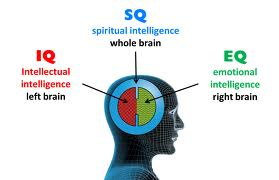 SQ
spiritual intelligence
whole brain
IQ
Intellectual
intelligence
left brain
EQ
emotional
intelligence
right brain